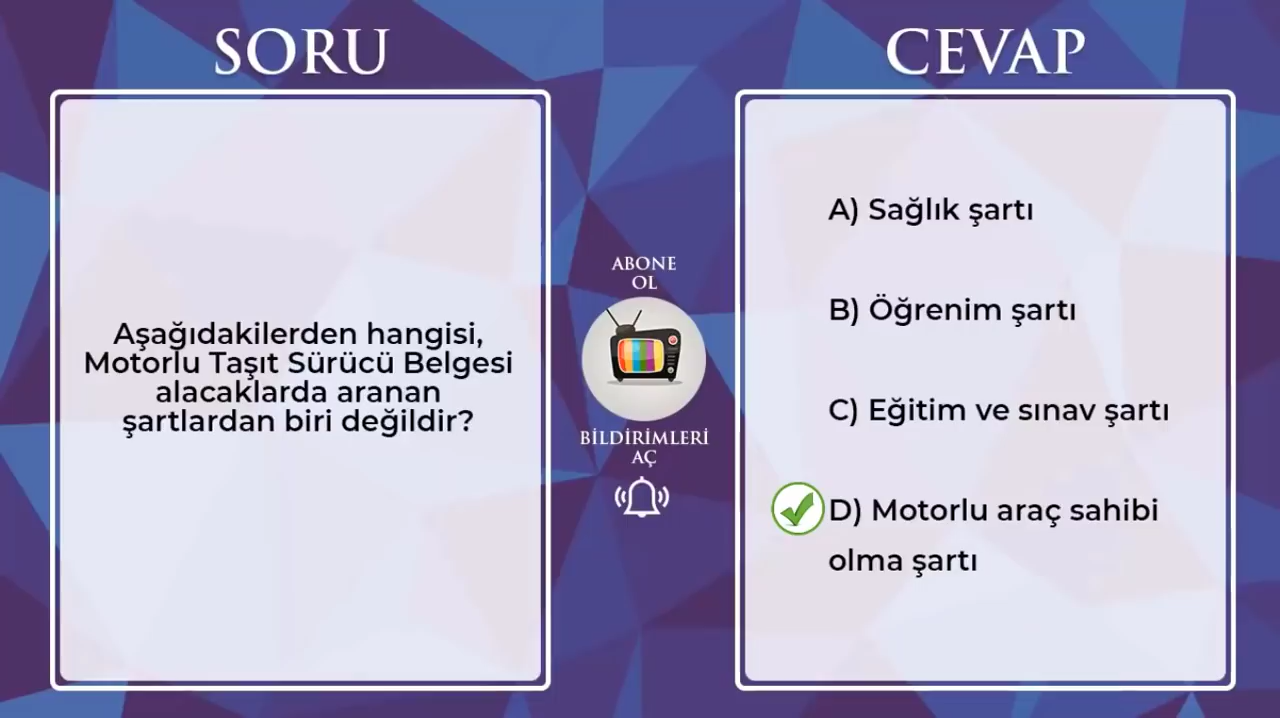 SORU
Aşağıdakilerden hangisi,
Motorlu Taşıt Sürücü Belgesi
alacaklarda aranan
şartlardan biri değildir?
ABONE
OL
BİLDİRİMLERİ
AÇ
CEVAP
A) Sağlık şartı
B) Öğrenim şartı
C) Eğitim ve sınav şartı
D) Motorlu araç sahibi
olma şartı